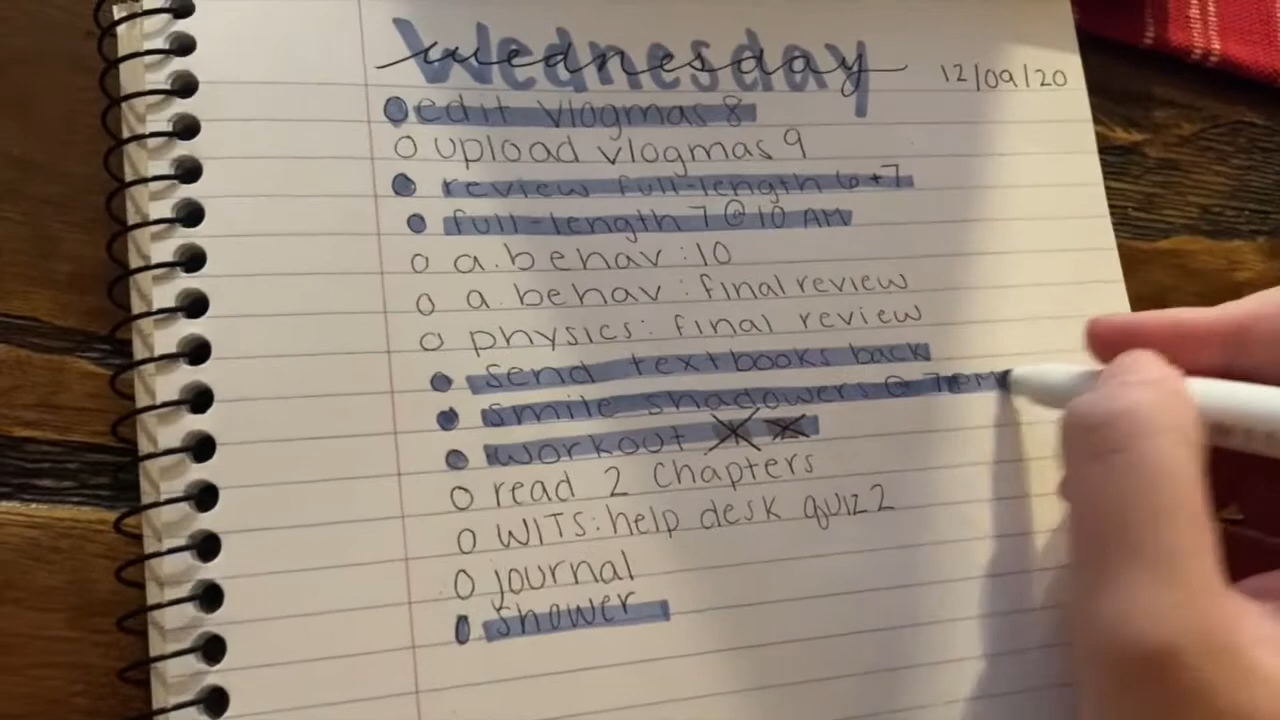 Wednesday
12/09/20
edit vlogmas 8
upload vlogmas 9
review full-length 6+7
full-length 7 @ 10 AM
a. behav: 10
a. behav: final review
physics: final review
send textbooks back
smile shadowers @ 7PM
workout
read 2 chapters
WITS: help desk quiz 2
journal
shower